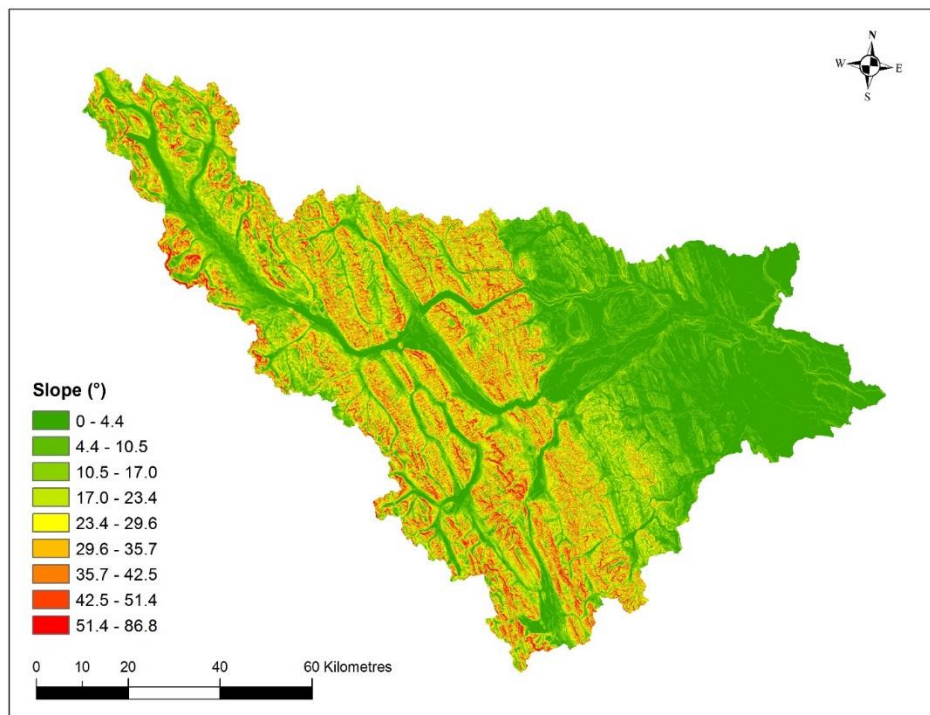 N
W E
S
Slope (°)
0 - 4.4
4.4 - 10.5
10.5 - 17.0
17.0 - 23.4
23.4 - 29.6
29.6 - 35.7
35.7 - 42.5
42.5 - 51.4
51.4 - 86.8
0 10 20 40 60 Kilometres